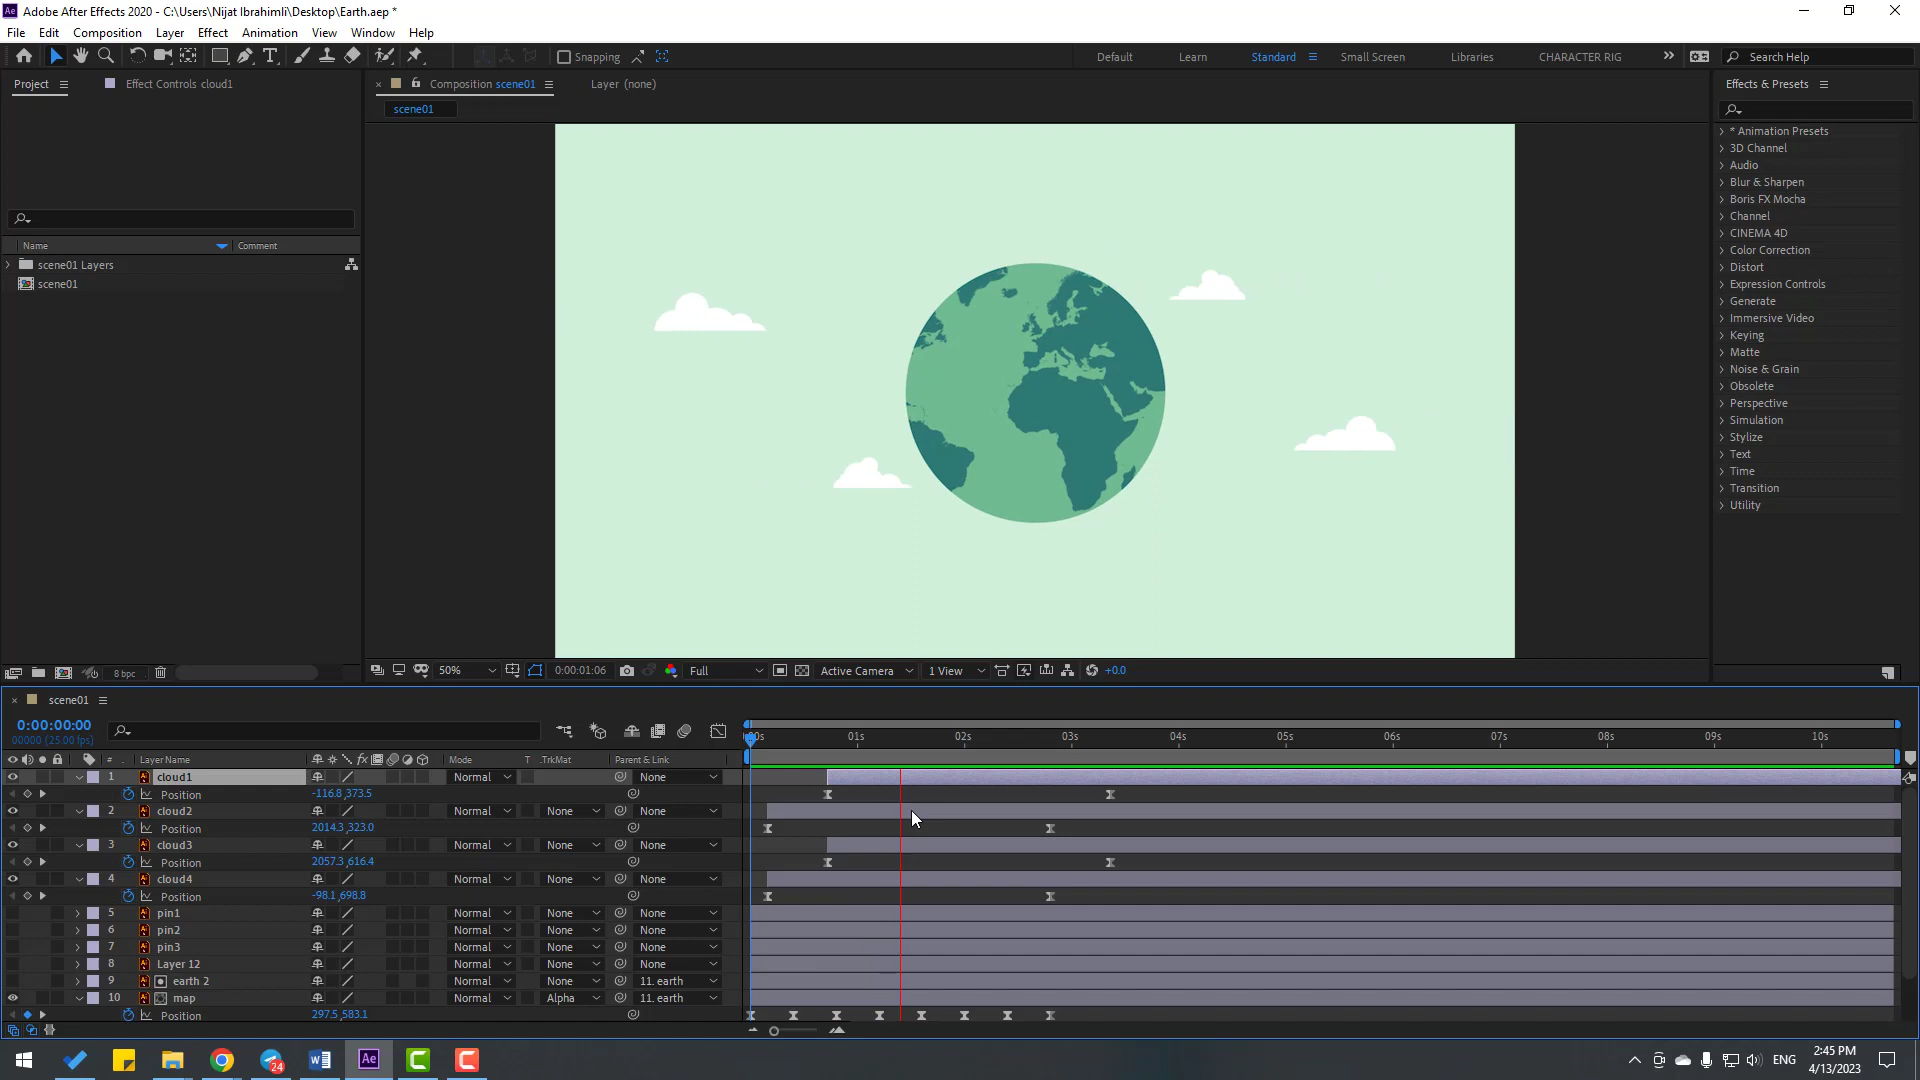 Adobe After Effects 2020 - C:\Users\Nijat Ibrahimli\Desktop\Earth.aep *
File Edit Composition Layer Effect Animation View Window Help
Snapping
Default Learn Standard Small Screen Libraries CHARACTER RIG
Search Help
Project
Effect Controls cloud1
Composition scene01
Layer (none)
scene01
Name Comment
scene01 Layers
scene01
8 bpc
50% 0:00:01:06 Full Active Camera 1 View +0.0
Effects & Presets
* Animation Presets
3D Channel
Audio
Blur & Sharpen
Boris FX Mocha
Channel
CINEMA 4D
Color Correction
Distort
Expression Controls
Generate
Immersive Video
Keying
Matte
Noise & Grain
Obsolete
Perspective
Simulation
Stylize
Text
Time
Transition
Utility
scene01
0:00:00:00
00000 (25.00 fps)
01s 02s 03s 04s 05s 06s 07s 08s 09s 10s
# Layer Name Mode T .TrkMat Parent & Link
1 cloud1 Normal None
Position -116.8,373.5
2 cloud2 Normal None None
Position 2014.3,323.0
3 cloud3 Normal None None
Position 2057.3,616.4
4 cloud4 Normal None None
Position -98.1,698.8
5 pin1 Normal None None
6 pin2 Normal None None
7 pin3 Normal None None
8 Layer 12 Normal None None
9 earth 2 Normal None 11. earth
10 map Normal Alpha 11. earth
Position 297.5,583.1
24
ENG
2:45 PM
4/13/2023